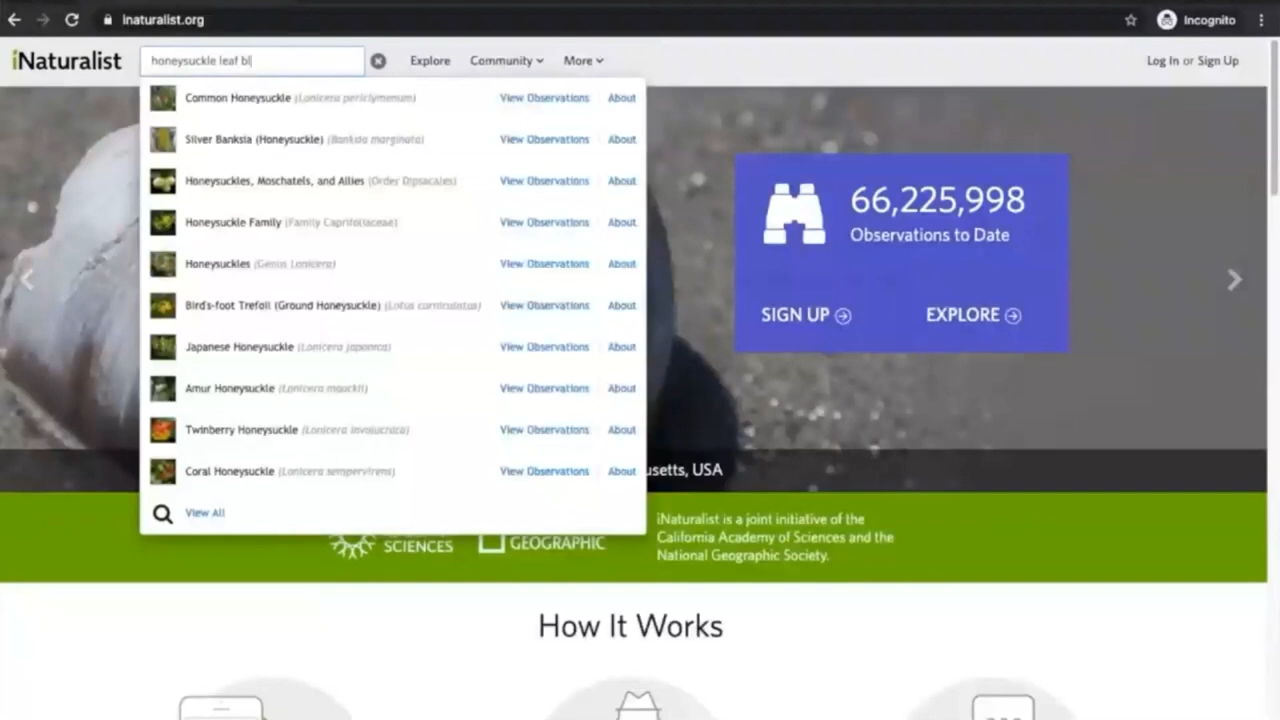 inaturalist.org
Incognito
iNaturalist
honeysuckle leaf bl
Explore
Community
More
Log In or Sign Up
Common Honeysuckle (Lonicera periclymenum) View Observations About
Silver Banksia (Honeysuckle) (Banksia marginata) View Observations About
Honeysuckles, Moschatels, and Allies (Order Dipsacales) View Observations About
Honeysuckle Family (Family Caprifoliaceae) View Observations About
Honeysuckles (Genus Lonicera) View Observations About
Bird's-foot Trefoil (Ground Honeysuckle) (Lotus corniculatus) View Observations About
Japanese Honeysuckle (Lonicera japonica) View Observations About
Amur Honeysuckle (Lonicera maackii) View Observations About
Twinberry Honeysuckle (Lonicera involucrata) View Observations About
Coral Honeysuckle (Lonicera sempervirens) View Observations About
View All
66,225,998
Observations to Date
SIGN UP
EXPLORE
usetts, USA
SCIENCES
GEOGRAPHIC
iNaturalist is a joint initiative of the
California Academy of Sciences and the
National Geographic Society.
How It Works